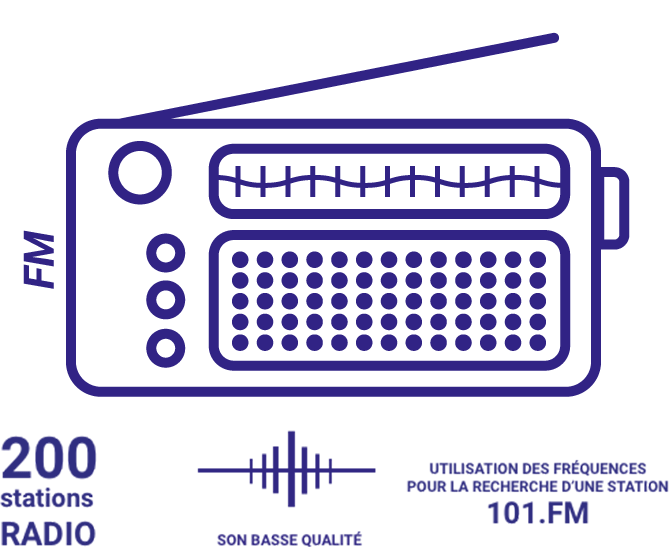 FM
200
stations
RADIO
SON BASSE QUALITÉ
UTILISATION DES FRÉQUENCES
POUR LA RECHERCHE D'UNE STATION
101.FM